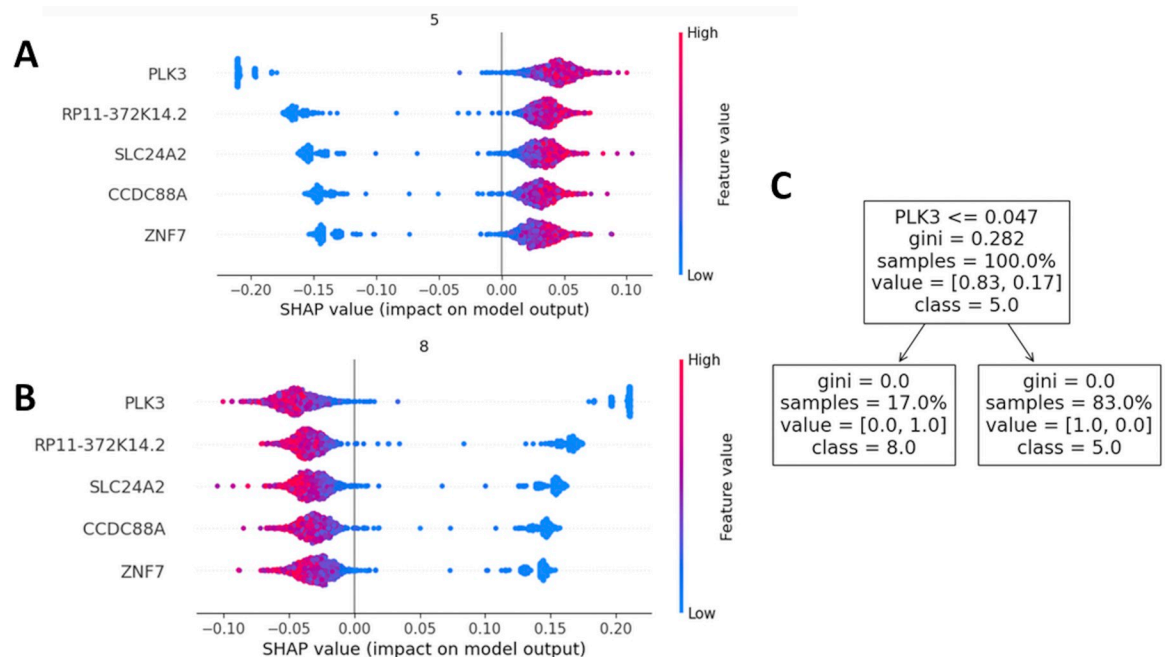 A
5
High
PLK3
RP11-372K14.2
SLC24A2
CCDC88A
ZNF7
Feature value
Low
−0.20 −0.15 −0.10 −0.05 0.00 0.05 0.10
SHAP value (impact on model output)
B
8
High
PLK3
RP11-372K14.2
SLC24A2
CCDC88A
ZNF7
Feature value
Low
−0.10 −0.05 0.00 0.05 0.10 0.15 0.20
SHAP value (impact on model output)
C
PLK3 <= 0.047
gini = 0.282
samples = 100.0%
value = [0.83, 0.17]
class = 5.0
gini = 0.0
samples = 17.0%
value = [0.0, 1.0]
class = 8.0
gini = 0.0
samples = 83.0%
value = [1.0, 0.0]
class = 5.0